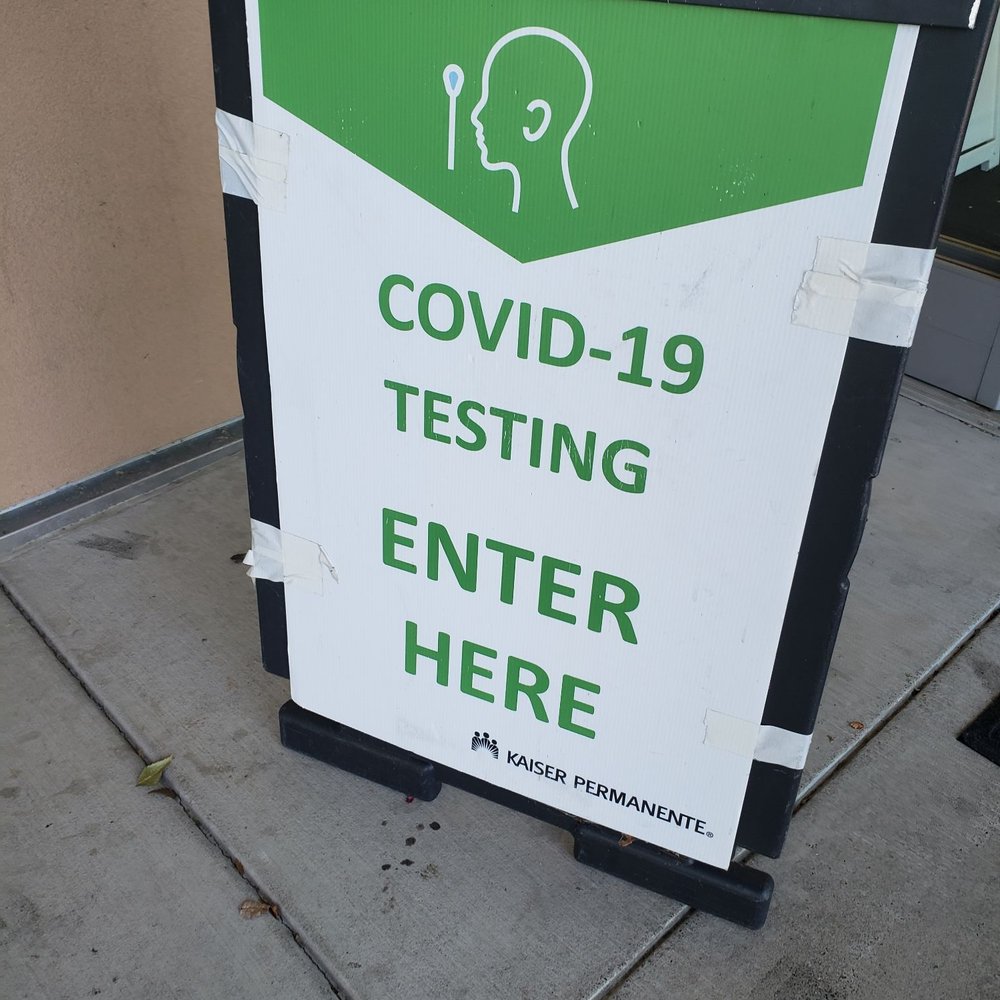 COVID-19
TESTING
ENTER
HERE
KAISER PERMANENTE®